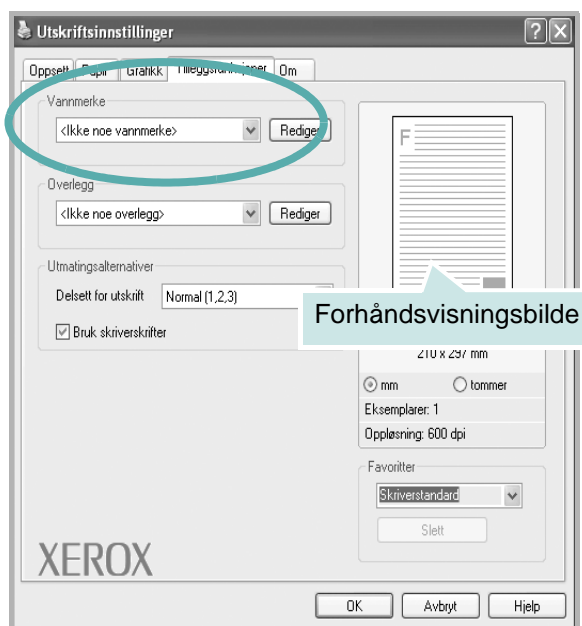 Utskriftsinnstillinger
Oppsett Papir Grafikk Tilleggsfunksjoner Om
Vannmerke
<Ikke noe vannmerke>
Rediger
Overlegg
<Ikke noe overlegg>
Rediger
Utmatingsalternativer
Delsett for utskrift
Normal (1,2,3)
Bruk skriverskrifter
F
Forhåndsvisningsbilde
210 x 297 mm
mm
tommer
Eksemplarer: 1
Oppløsning: 600 dpi
Favoritter
Skriverstandard
Slett
XEROX
OK
Avbryt
Hjelp